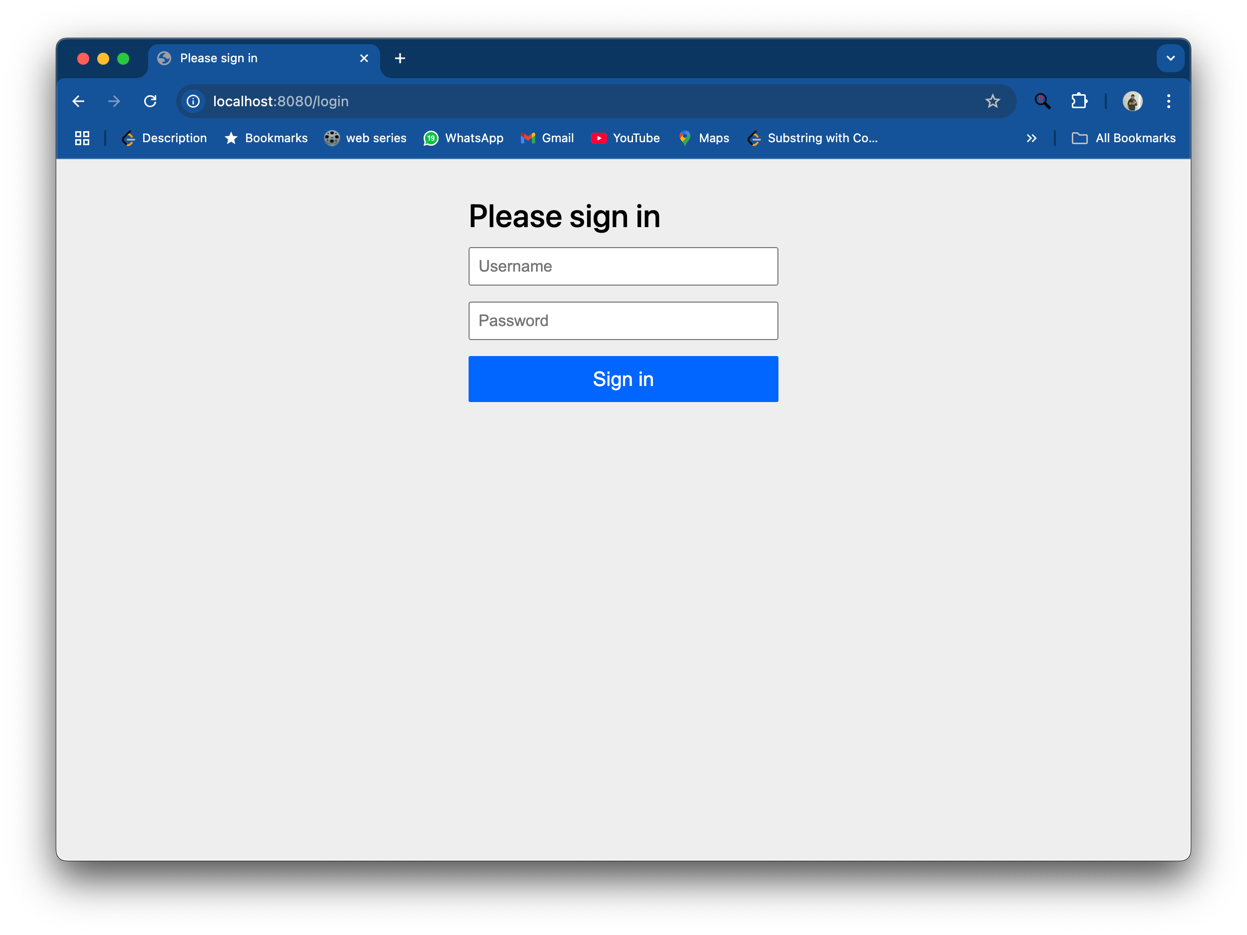 Please sign in
localhost:8080/login
Description Bookmarks web series 19 WhatsApp Gmail YouTube Maps Substring with Co... All Bookmarks
Please sign in
Username
Password
Sign in